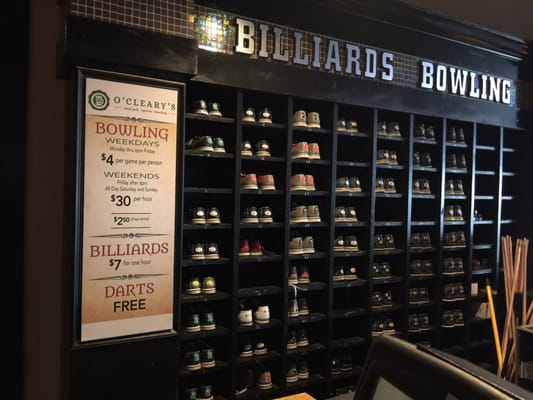 BILLIARDS BOWLING
O'CLEARY'S
BOWLING
WEEKDAYS
Monday thru 6pm Friday
$4 per game per person
WEEKENDS
Friday after 6pm
All Day Saturday and Sunday
$30 per hour
$2.50 shoe rental
BILLIARDS
$7 for one hour
DARTS
FREE